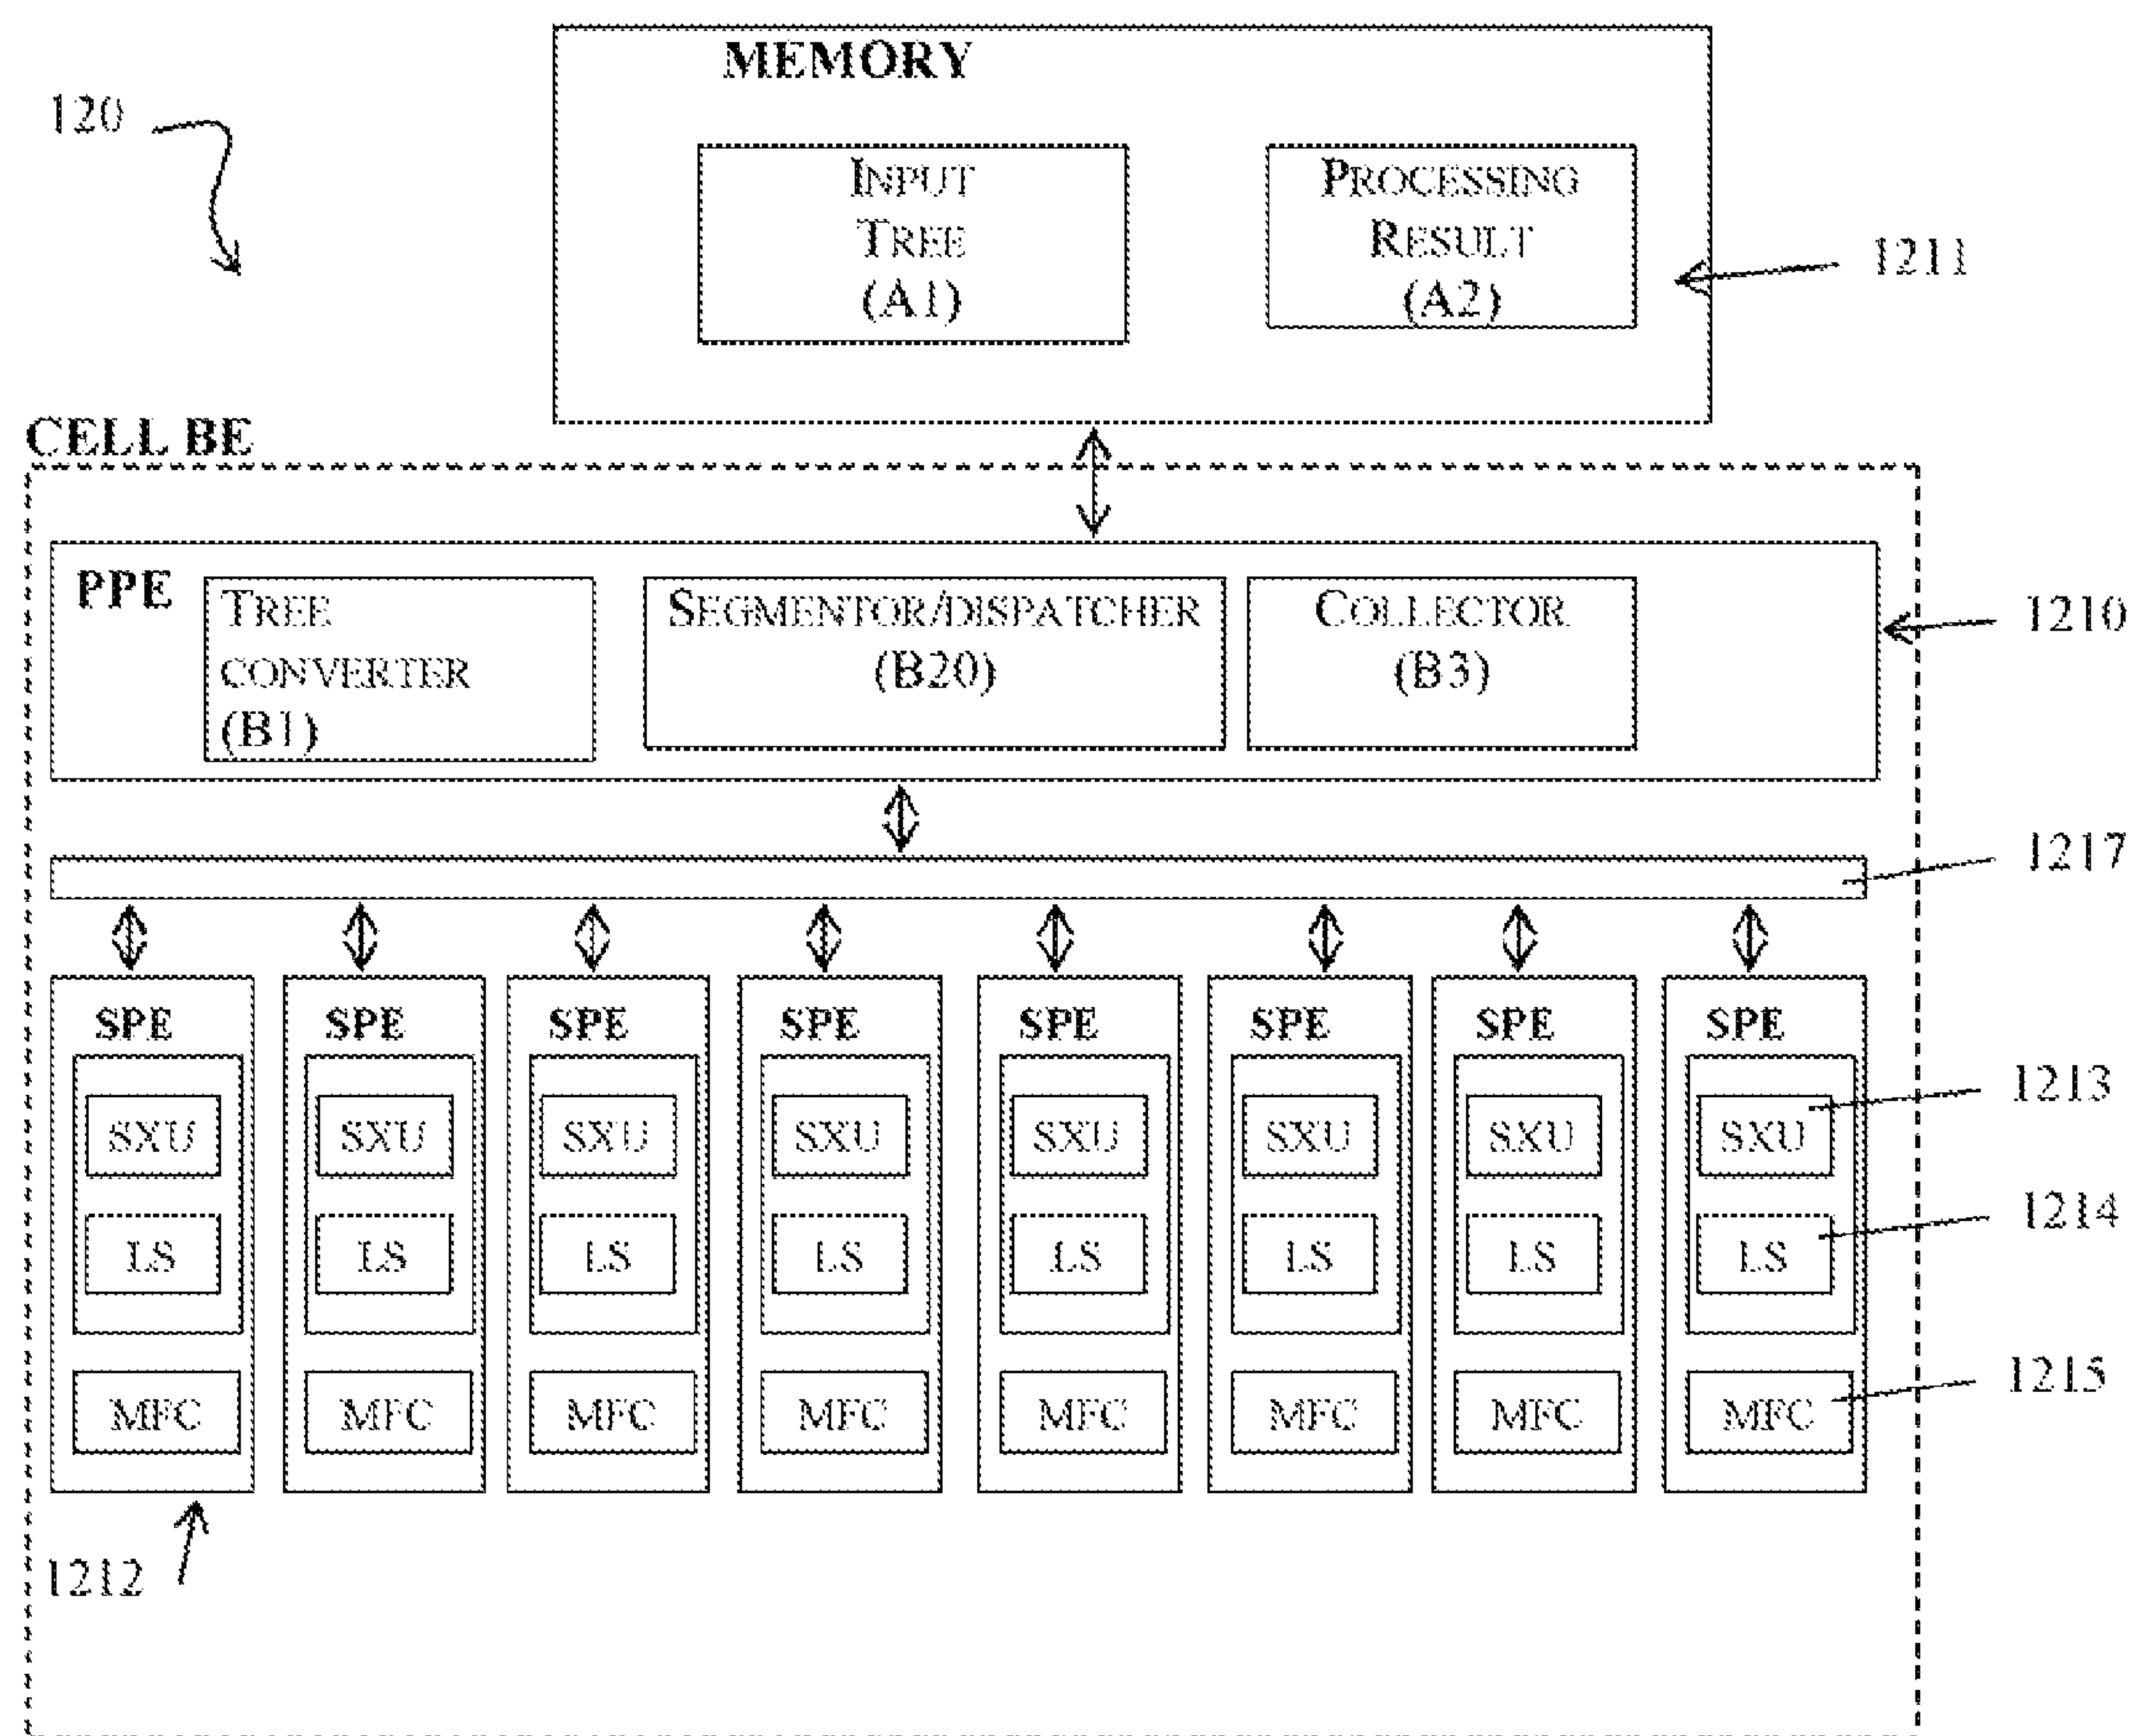 MEMORY
120
INPUT
TREE
(A1)
PROCESSING
RESULT
(A2)
1211
CELL BE
PPE
TREE
CONVERTER
(B1)
SEGMENTOR/DISPATCHER
(B20)
COLLECTOR
(B3)
1210
1217
SPE SPE SPE SPE SPE SPE SPE SPE
1213
SXU SXU SXU SXU SXU SXU SXU SXU
1214
LS LS LS LS LS LS LS LS
1215
MFC MFC MFC MFC MFC MFC MFC MFC
1212